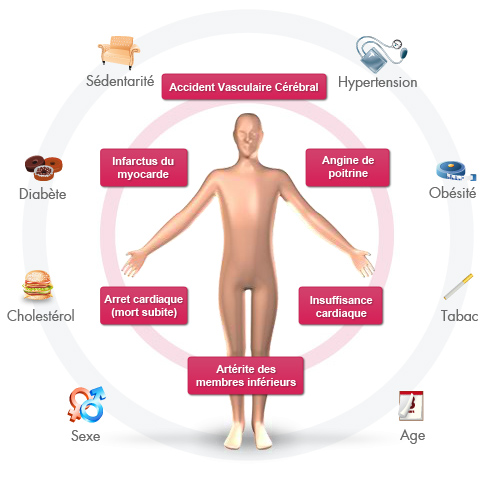 Sédentarité
Accident Vasculaire Cérébral
Hypertension
Infarctus du
myocarde
Angine de
poitrine
Diabète
Obésité
Arret cardiaque
(mort subite)
Insuffisance
cardiaque
Cholestérol
Tabac
Artérite des
membres inférieurs
Sexe
Age